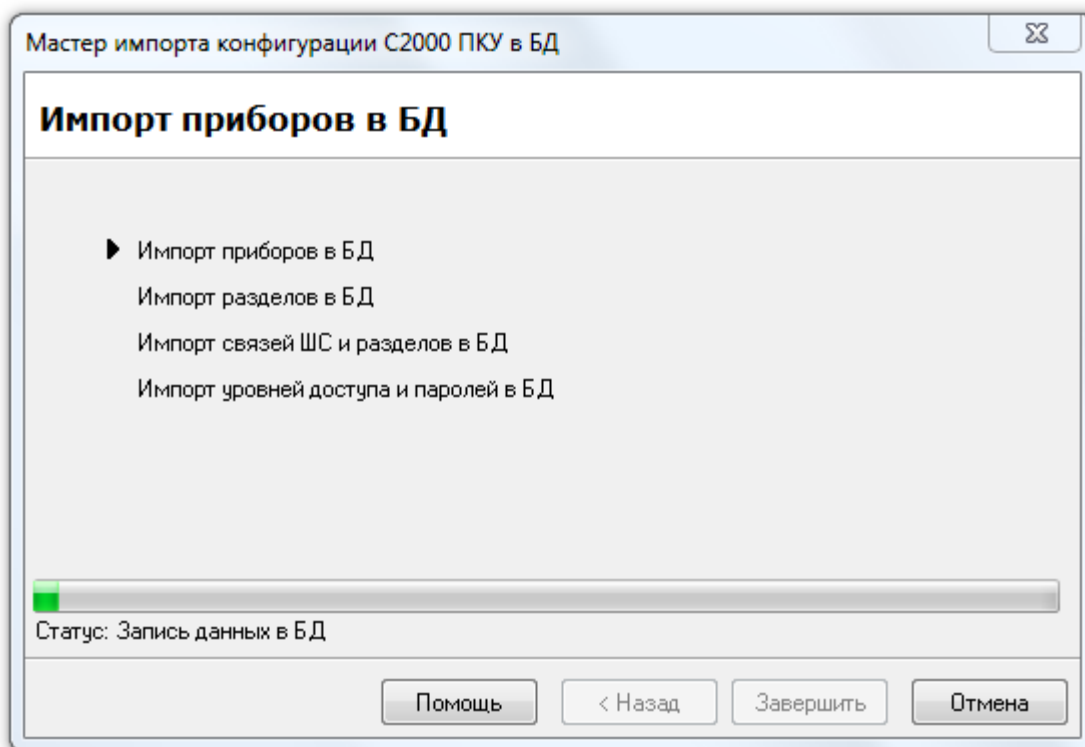 Мастер импорта конфигурации С2000 ПКУ в БД
Импорт приборов в БД
Импорт приборов в БД
Импорт разделов в БД
Импорт связей ШС и разделов в БД
Импорт уровней доступа и паролей в БД
Статус: Запись данных в БД
Помощь
< Назад
Завершить
Отмена